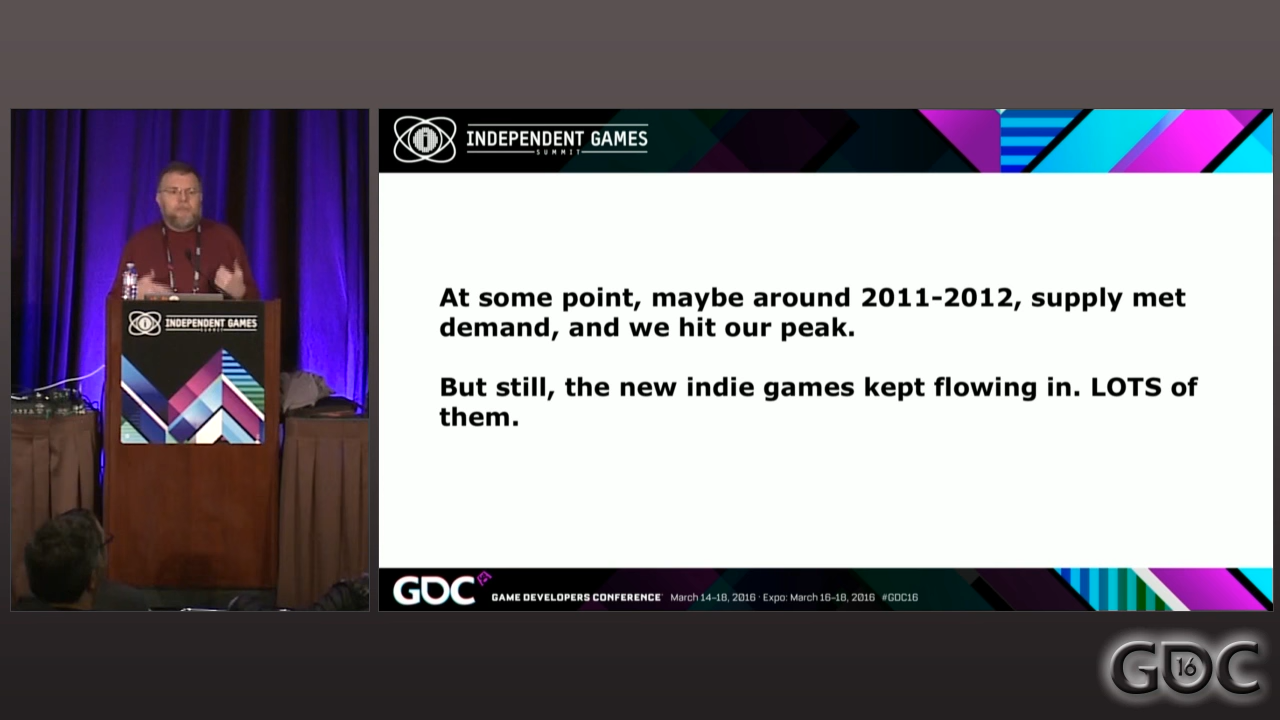 INDEPENDENT GAMES
SUMMIT
At some point, maybe around 2011-2012, supply met
demand, and we hit our peak.
But still, the new indie games kept flowing in. LOTS of
them.
INDEPENDENT GAMES
SUMMIT
GDC
GAME DEVELOPERS CONFERENCE
March 14-18, 2016 · Expo: March 16-18, 2016 #GDC16
GDC
16